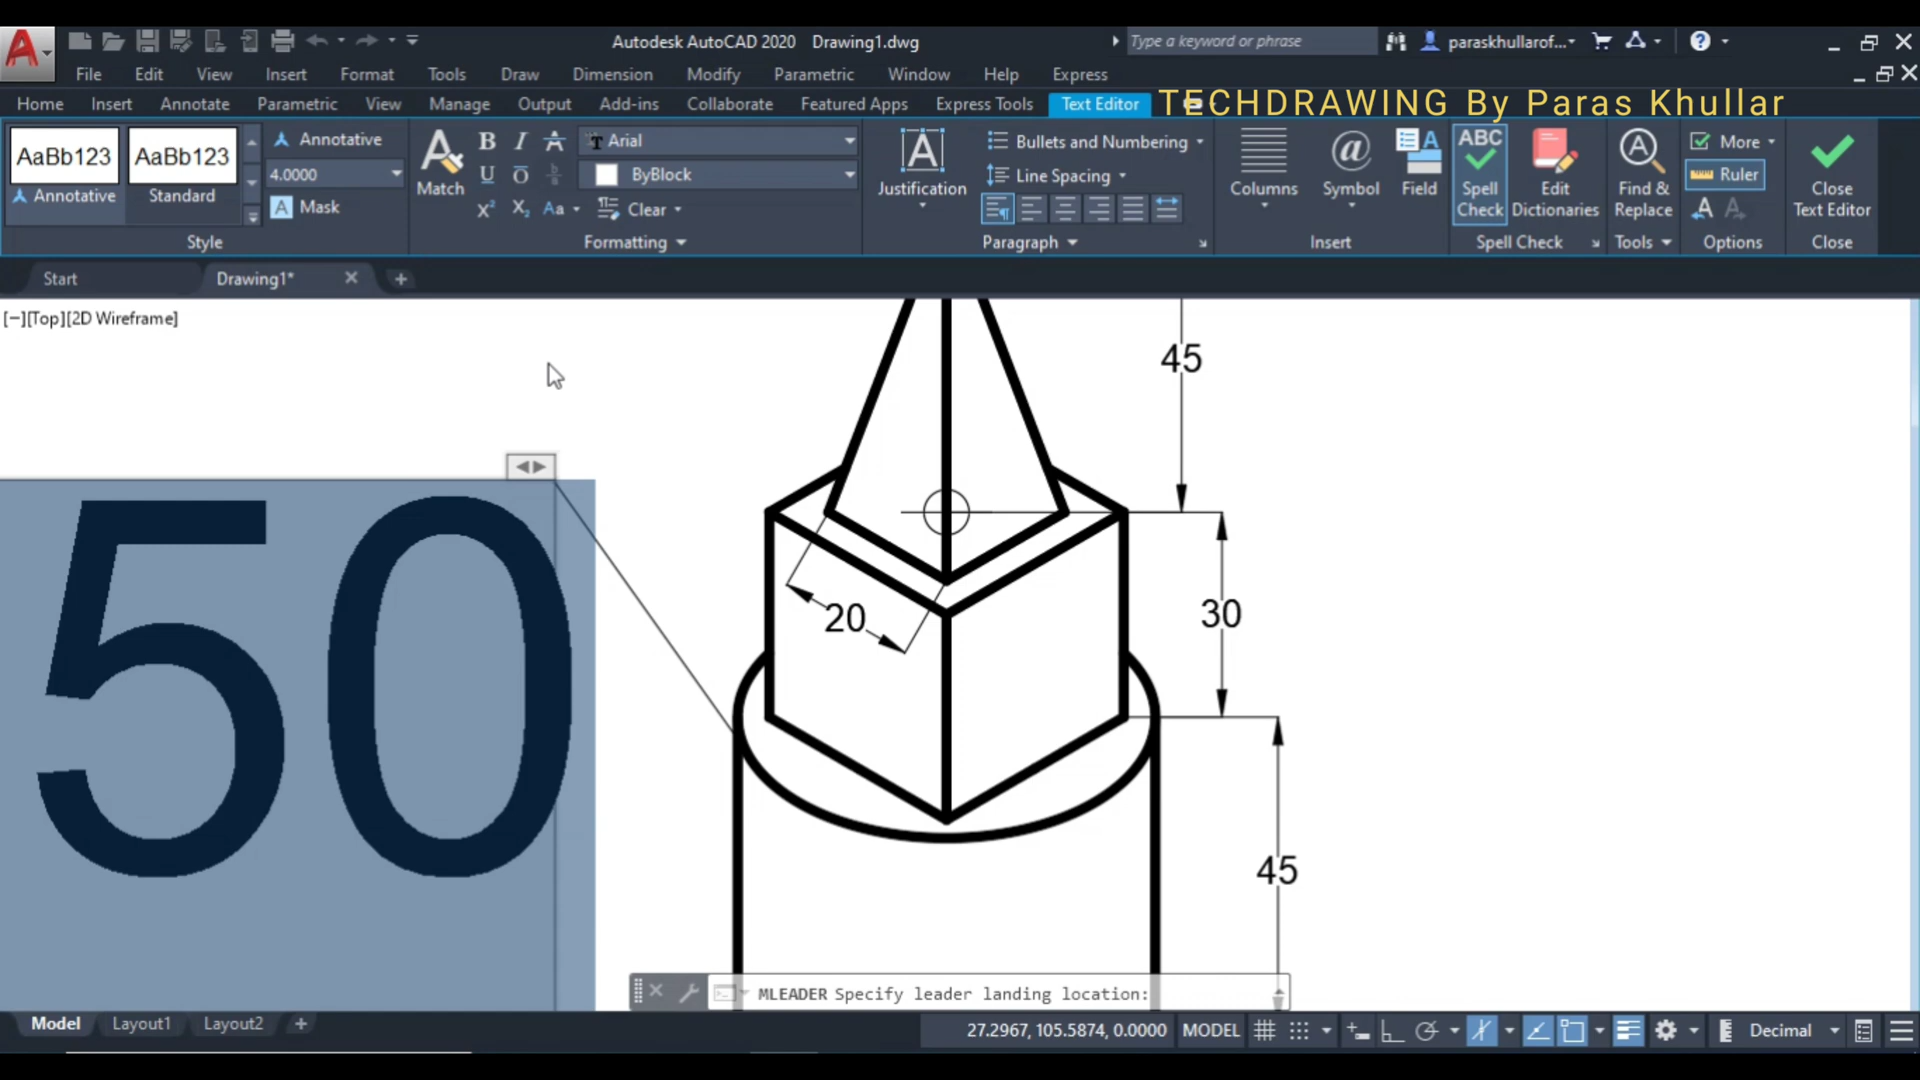 Autodesk AutoCAD 2020 Drawing1.dwg
Type a keyword or phrase
paraskhullarof...
File Edit View Insert Format Tools Draw Dimension Modify Parametric Window Help Express
Home Insert Annotate Parametric View Manage Output Add-ins Collaborate Featured Apps Express Tools Text Editor
TECHDRAWING By Paras Khullar
AaBb123 AaBb123
Annotative Standard
Annotative
4.0000
Mask
Style
Match
B I A
U O
X² X₂ Aa
Arial
ByBlock
Clear
Formatting
A
Justification
Bullets and Numbering
Line Spacing
Paragraph
Columns
@
Symbol
Field
Insert
ABC
Spell
Check
Edit
Dictionaries
Spell Check
Find &
Replace
Tools
More
Ruler
Options
Close
Text Editor
Close
Start Drawing1*
[−][Top][2D Wireframe]
45
50
20
30
45
MLEADER Specify leader landing location:
Model Layout1 Layout2
27.2967, 105.5874, 0.0000 MODEL
Decimal